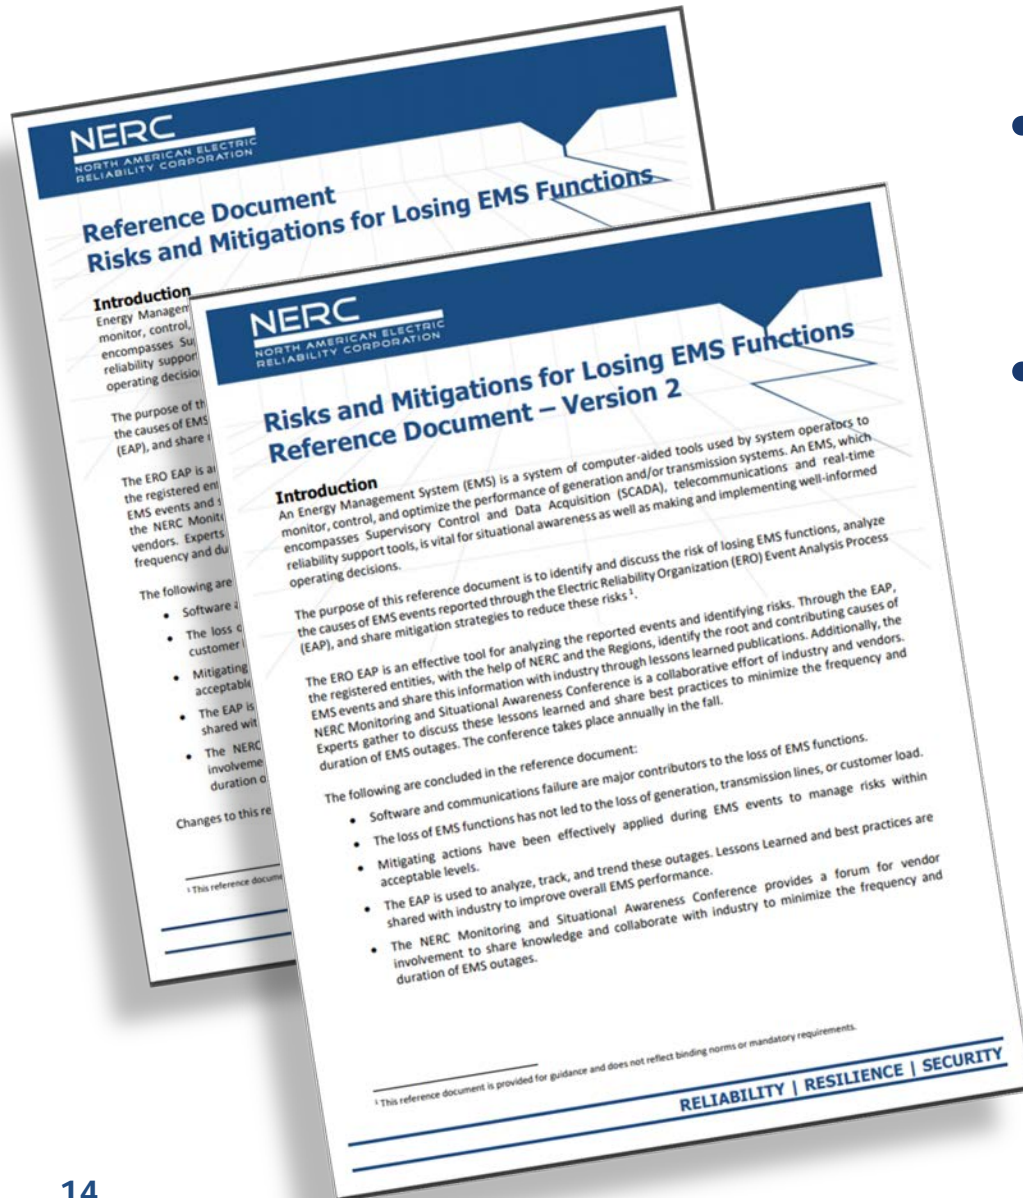 NERC
NORTH AMERICAN ELECTRIC
RELIABILITY CORPORATION
Reference Document
Risks and Mitigations for Losing EMS Functions
Introduction
Energy
monitor, control,
encompasses
reliability
operating
The purpose of
the causes of EMS
(EAP), and share
The ERO EAP is
the registered
EMS events and
the NERC
vendors. Experts
frequency and
The following are
• Software
• The loss
customer
• Mitigating
• The EAP is
shared
• The NERC
duration
Changes to this
¹ This reference
NERC
NORTH AMERICAN ELECTRIC
RELIABILITY CORPORATION
Risks and Mitigations for Losing EMS Functions
Reference Document – Version 2
Introduction
An Energy Management System (EMS) is a system of computer-aided tools used by system operators to
monitor, control, and optimize the performance of generation and/or transmission systems. An EMS, which
encompasses Supervisory Control and Data Acquisition (SCADA), telecommunications and real-time
reliability support tools, is vital for situational awareness as well as making and implementing well-informed
operating decisions.
The purpose of this reference document is to identify and discuss the risk of losing EMS functions, analyze
the causes of EMS events reported through the Electric Reliability Organization (ERO) Event Analysis Process
(EAP), and share mitigation strategies to reduce these risks ¹.
The ERO EAP is an effective tool for analyzing the reported events and identifying risks. Through the EAP,
the registered entities, with the help of NERC and the Regions, identify the root and contributing causes of
EMS events and share this information with industry through lessons learned publications. Additionally, the
NERC Monitoring and Situational Awareness Conference is a collaborative effort of industry and vendors.
Experts gather to discuss these lessons learned and share best practices to minimize the frequency and
duration of EMS outages. The conference takes place annually in the fall.
The following are concluded in the reference document:
• Software and communications failure are major contributors to the loss of EMS functions.
• The loss of EMS functions has not led to the loss of generation, transmission lines, or customer load.
• Mitigating actions have been effectively applied during EMS events to manage risks within
acceptable levels.
• The EAP is used to analyze, track, and trend these outages. Lessons Learned and best practices are
shared with industry to improve overall EMS performance.
• The NERC Monitoring and Situational Awareness Conference provides a forum for vendor
involvement to share knowledge and collaborate with industry to minimize the frequency and
duration of EMS outages.
¹ This reference document is provided for guidance and does not reflect binding norms or mandatory requirements.
RELIABILITY | RESILIENCE | SECURITY
14